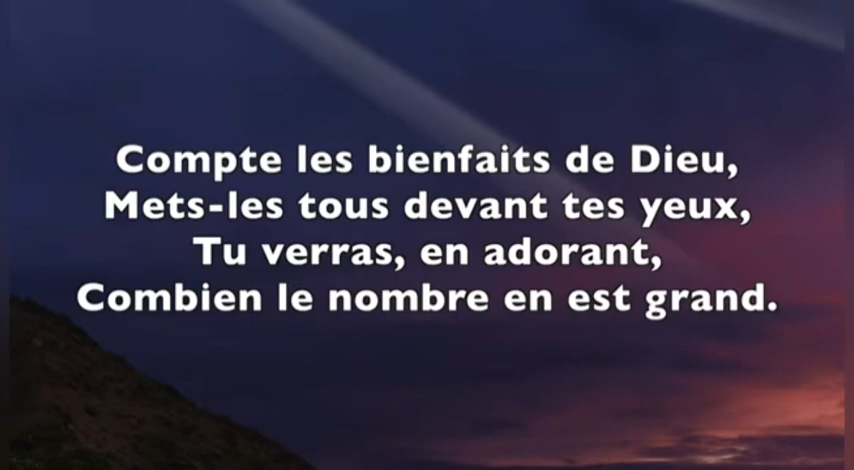 Compte les bienfaits de Dieu,
Mets-les tous devant tes yeux,
Tu verras, en adorant,
Combien le nombre en est grand.